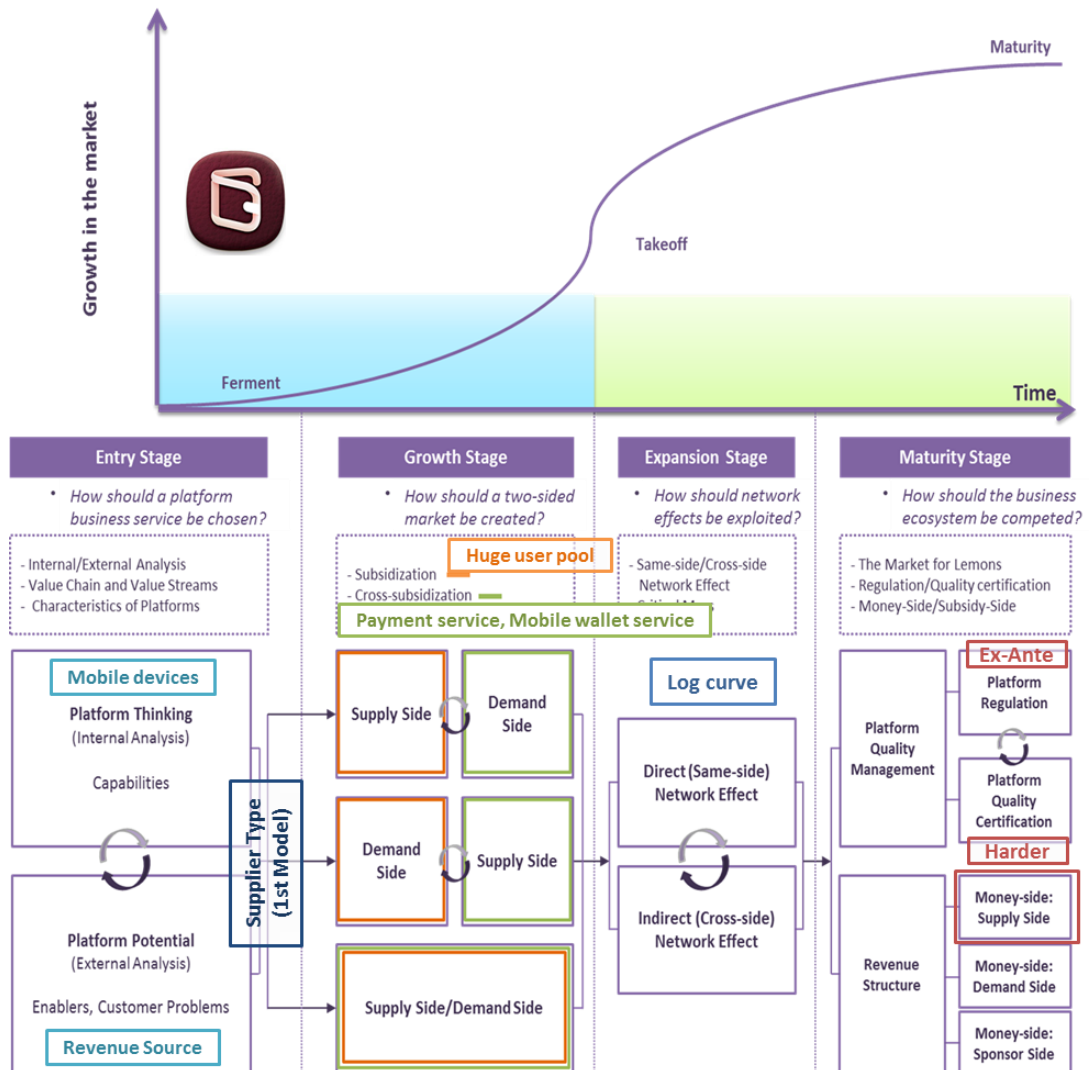 Growth in the market
Maturity
Takeoff
Ferment
Time
Entry Stage
• How should a platform
business service be chosen?
- Internal/External Analysis
- Value Chain and Value Streams
- Characteristics of Platforms
Growth Stage
• How should a two-sided
market be created?
Huge user pool
- Subsidization
- Cross-subsidization
Payment service, Mobile wallet service
Expansion Stage
• How should network
effects be exploited?
- Same-side/Cross-side
Network Effect
Maturity Stage
• How should the business
ecosystem be competed?
- The Market for Lemons
- Regulation/Quality certification
- Money-Side/Subsidy-Side
Mobile devices
Platform Thinking
(Internal Analysis)
Capabilities
Platform Potential
(External Analysis)
Enablers, Customer Problems
Revenue Source
Supplier Type
(1st Model)
Supply Side
Demand
Side
Demand
Side
Supply Side
Supply Side/Demand Side
Log curve
Direct (Same-side)
Network Effect
Indirect (Cross-side)
Network Effect
Platform
Quality
Management
Ex-Ante
Platform
Regulation
Platform
Quality
Certification
Harder
Revenue
Structure
Money-side:
Supply Side
Money-side:
Demand Side
Money-side:
Sponsor Side